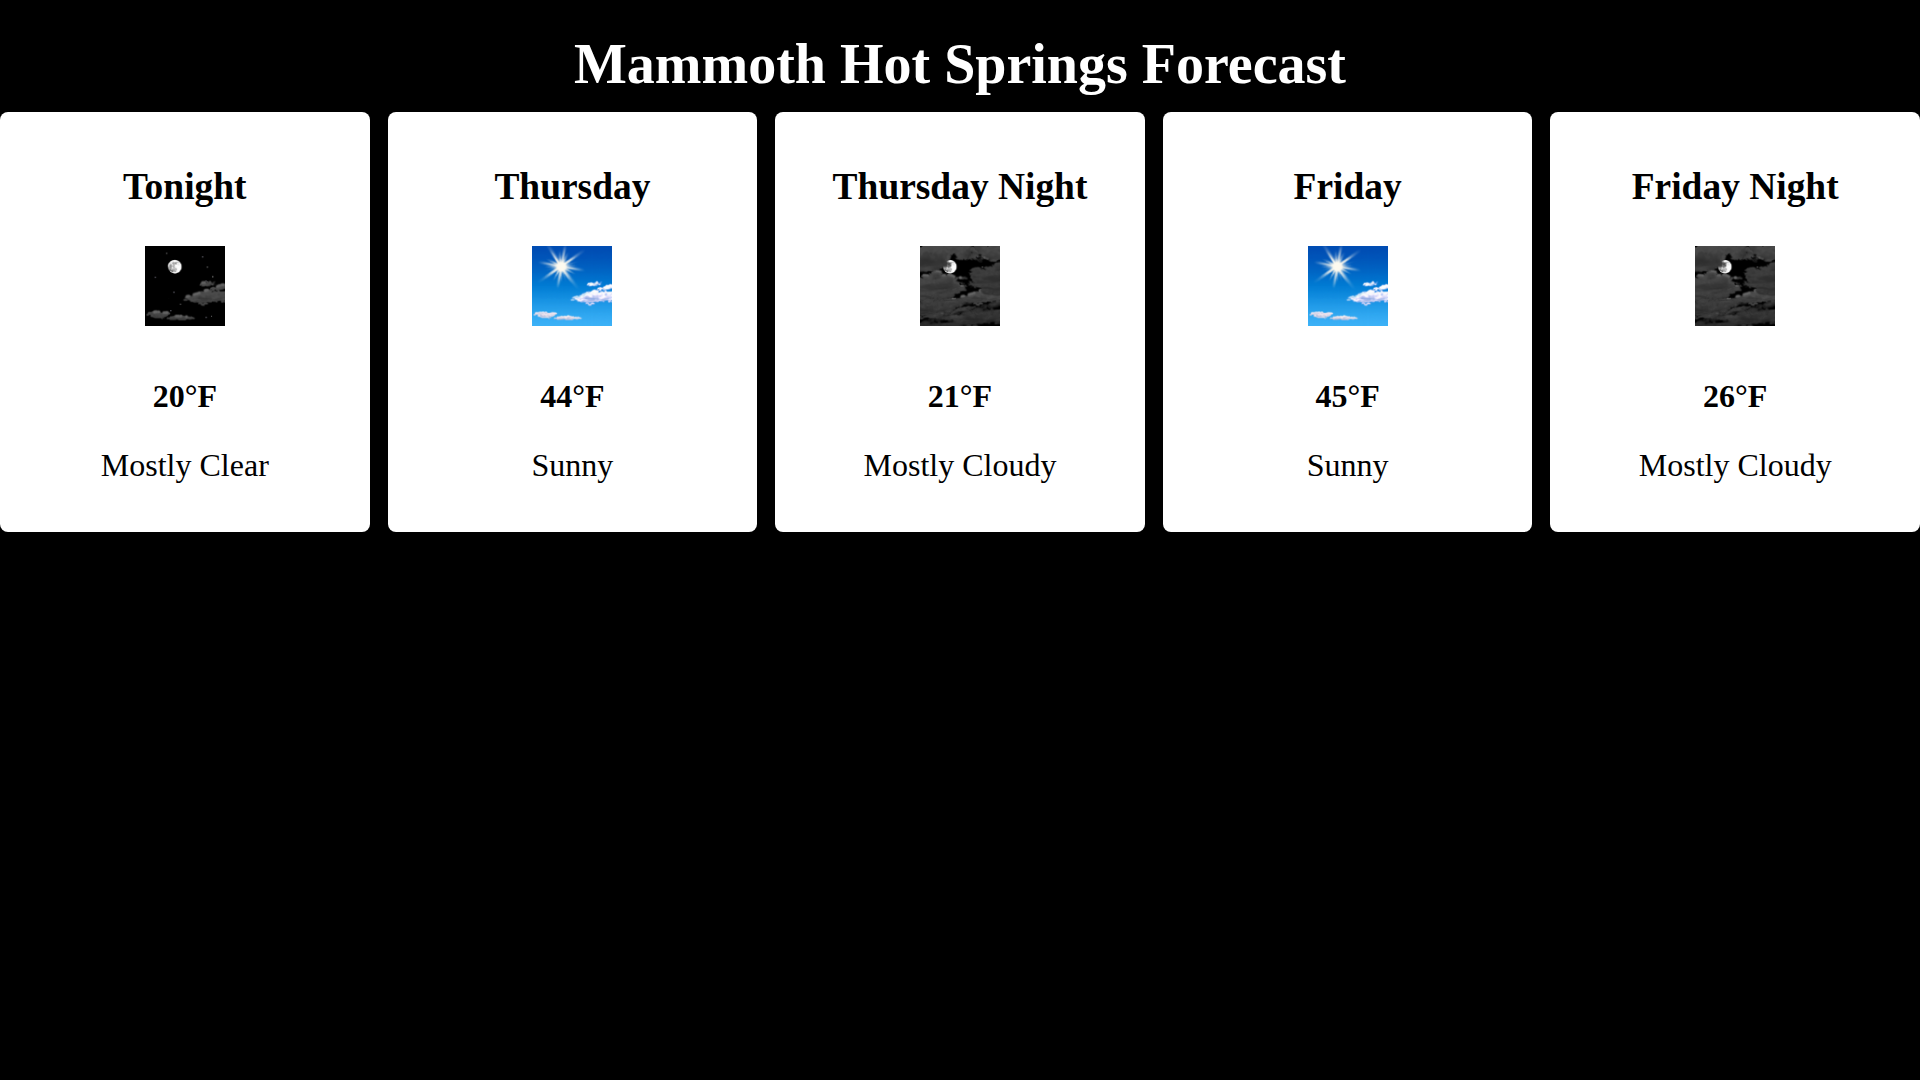 Mammoth Hot Springs Forecast
Tonight
20°F
Mostly Clear
Thursday
44°F
Sunny
Thursday Night
21°F
Mostly Cloudy
Friday
45°F
Sunny
Friday Night
26°F
Mostly Cloudy